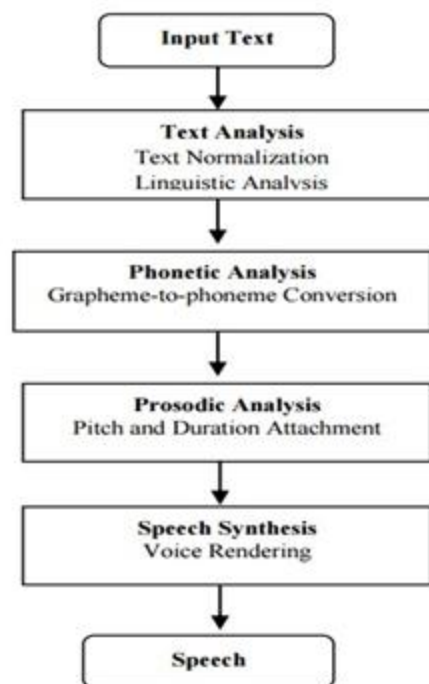 Input Text
Text Analysis
Text Normalization
Linguistic Analysis
Phonetic Analysis
Grapheme-to-phoneme Conversion
Prosodic Analysis
Pitch and Duration Attachment
Speech Synthesis
Voice Rendering
Speech